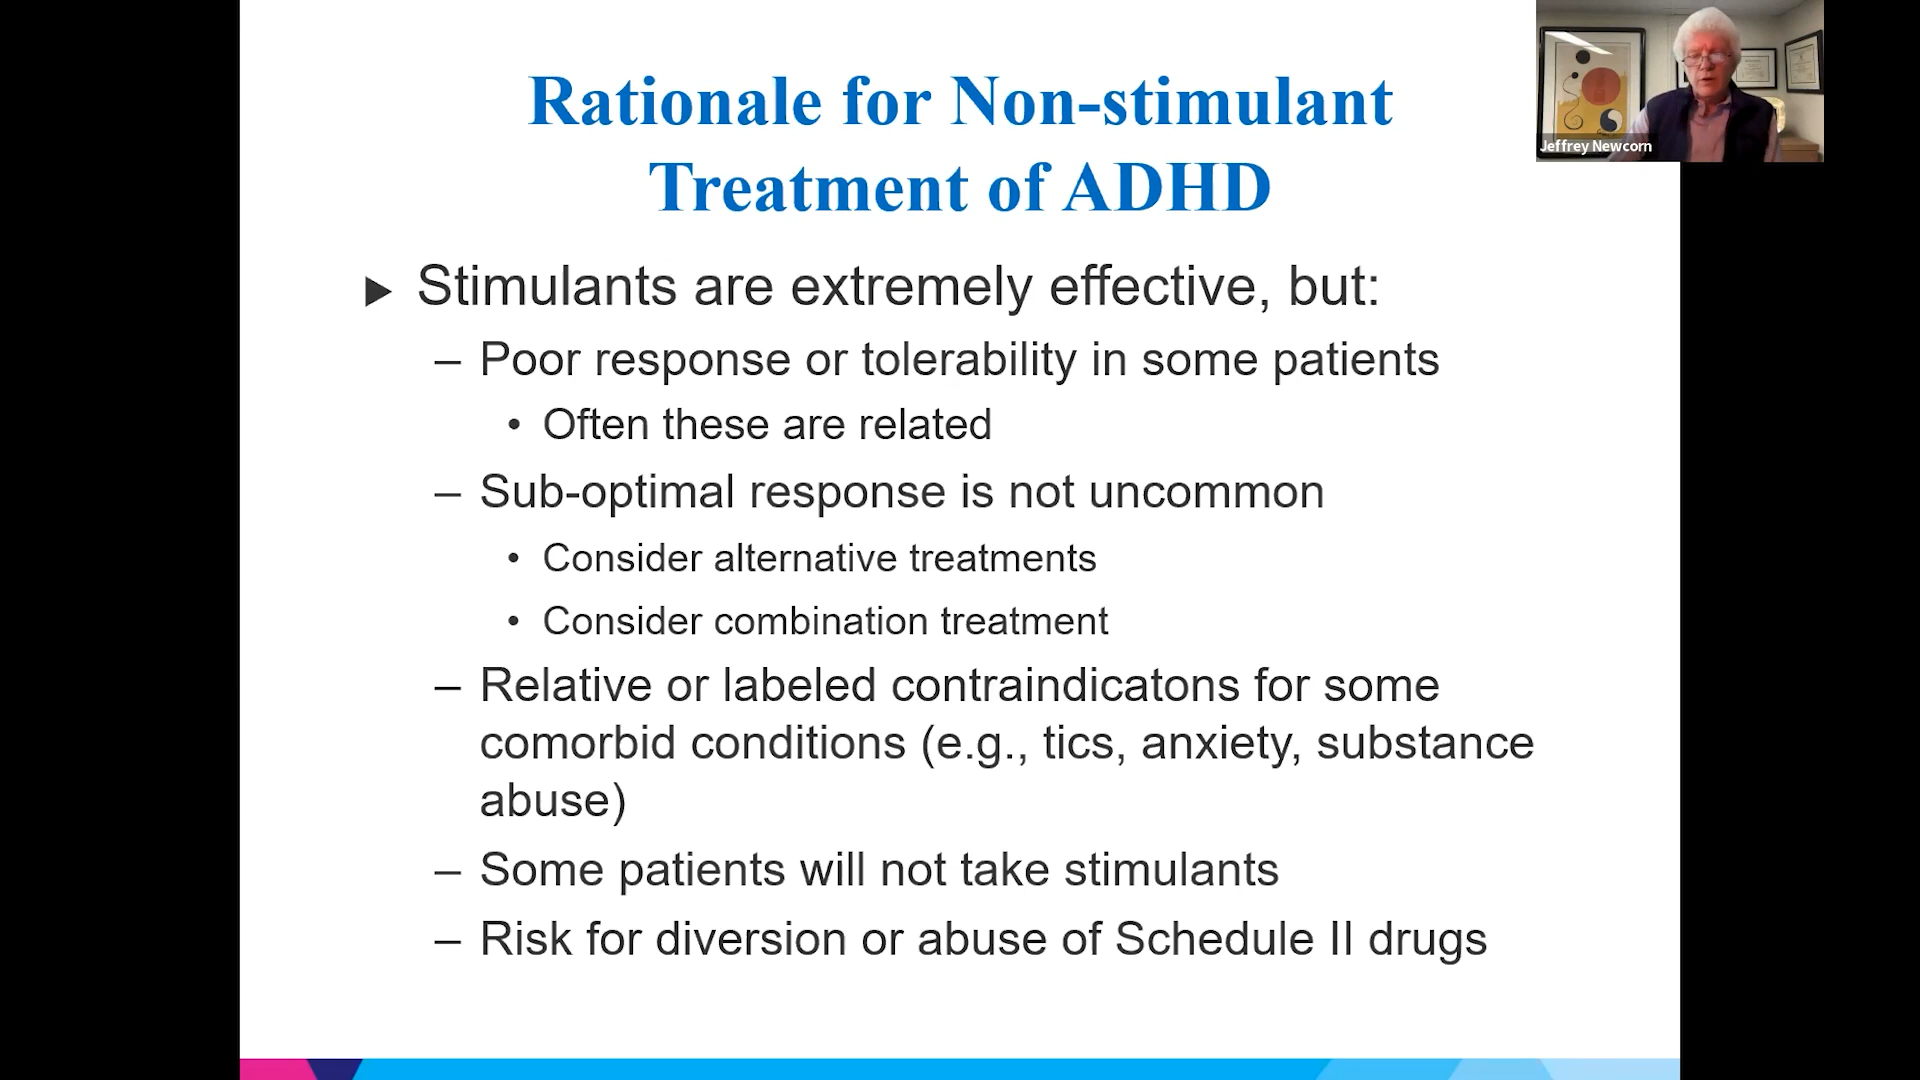 Rationale for Non-stimulant
Treatment of ADHD
Jeffrey Newcorn
▶ Stimulants are extremely effective, but:
– Poor response or tolerability in some patients
• Often these are related
– Sub-optimal response is not uncommon
• Consider alternative treatments
• Consider combination treatment
– Relative or labeled contraindicatons for some
comorbid conditions (e.g., tics, anxiety, substance
abuse)
– Some patients will not take stimulants
– Risk for diversion or abuse of Schedule II drugs